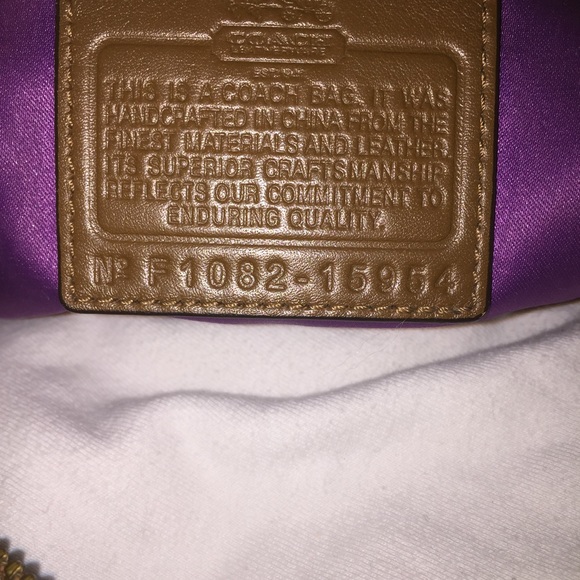 COACH
THIS IS A COACH BAG. IT WAS
HANDCRAFTED IN CHINA FROM THE
FINEST MATERIALS AND LEATHER.
ITS SUPERIOR CRAFTSMANSHIP
REFLECTS OUR COMMITMENT TO
ENDURING QUALITY.
Nº F1082-15954